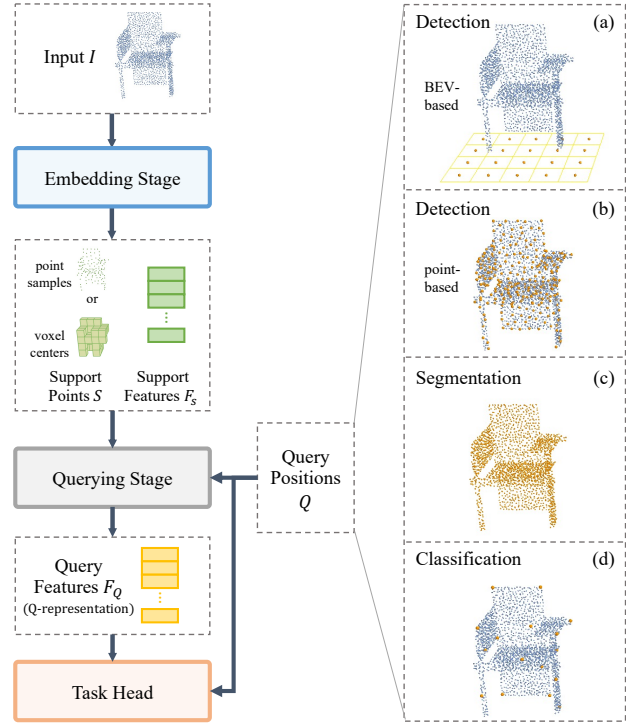 Input I
Embedding Stage
point
samples
or
voxel
centers
Support
Points S
Support
Features Fs
Querying Stage
Query
Positions
Q
Query
Features FQ
(Q-representation)
Task Head
Detection (a)
BEV-
based
Detection (b)
point-
based
Segmentation (c)
Classification (d)